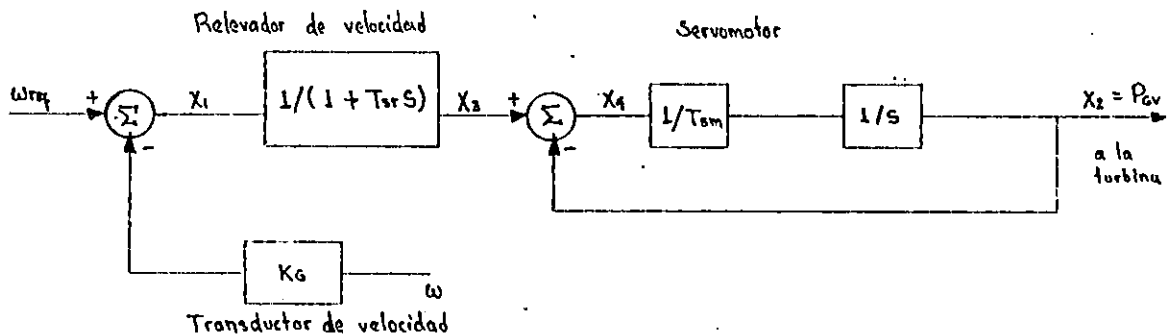 Relevador de velocidad
Servomotor
ωref + Σ X1 1/(1 + Tsr S) X3 + Σ X4 1/Tsm 1/s X2 = PGV
- -
a la
turbina
KG
ω
Transductor de velocidad